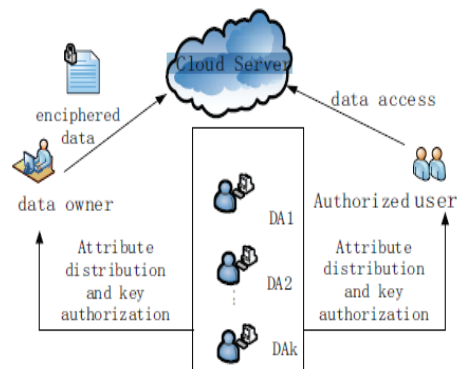 Cloud Server
enciphered
data
data access
data owner
Authorized user
DA1
Attribute
distribution
and key
authorization
DA2
Attribute
distribution
and key
authorization
DAk